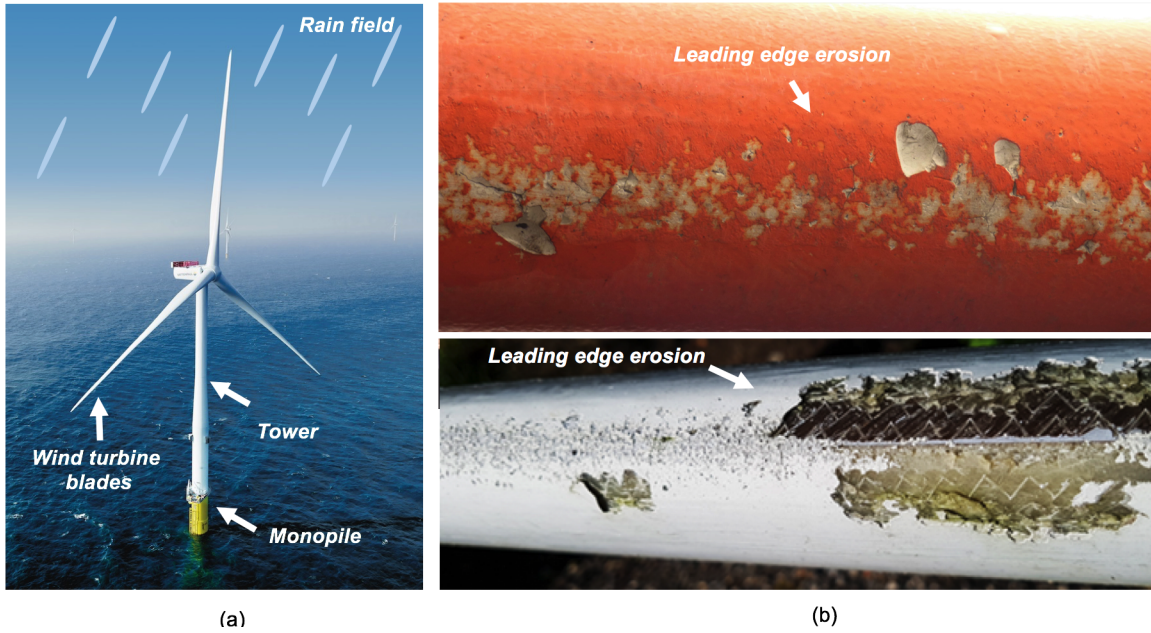 Rain field
Wind turbine
blades
Tower
Monopile
(a)
Leading edge erosion
Leading edge erosion
(b)